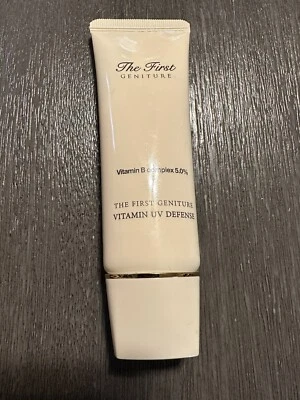 The First
GENITURE
Vitamin B complex 5.0%
THE FIRST GENITURE
VITAMIN UV DEFENSE